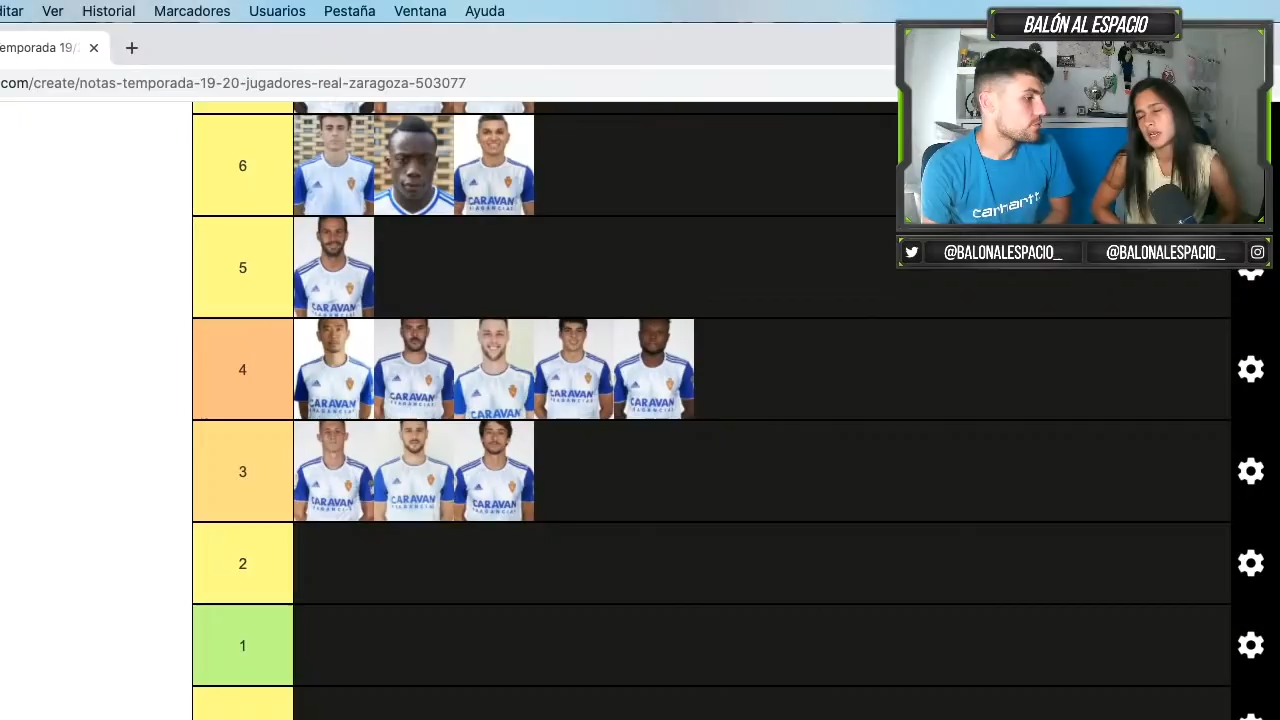 itar Ver Historial Marcadores Usuarios Pestaña Ventana Ayuda
emporada 19/
com/create/notas-temporada-19-20-jugadores-real-zaragoza-503077
BALÓN AL ESPACIO
carhartt
@BALONALESPACIO_ @BALONALESPACIO_
6
CARAVAN
FRAGANCIAS
5
CARAVAN
4
CARAVAN CARAVAN CARAVAN CARAVAN CARAVAN
3
CARAVAN CARAVAN CARAVAN
2
1